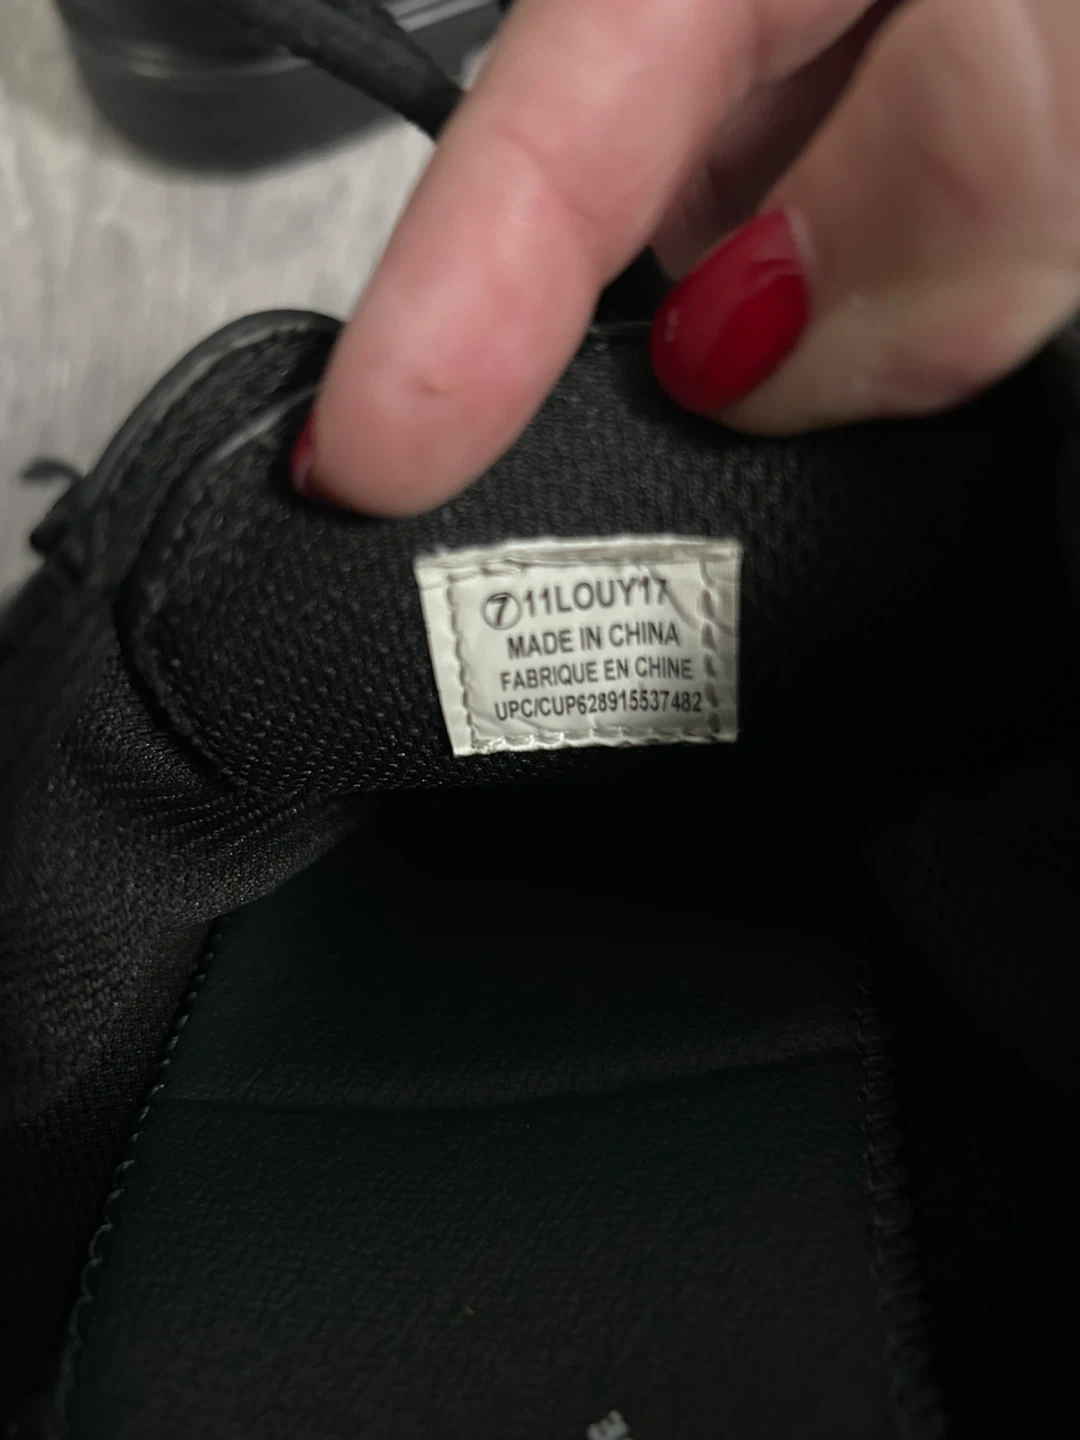 ⑦11LOUY17
MADE IN CHINA
FABRIQUE EN CHINE
UPC/CUP628915537482